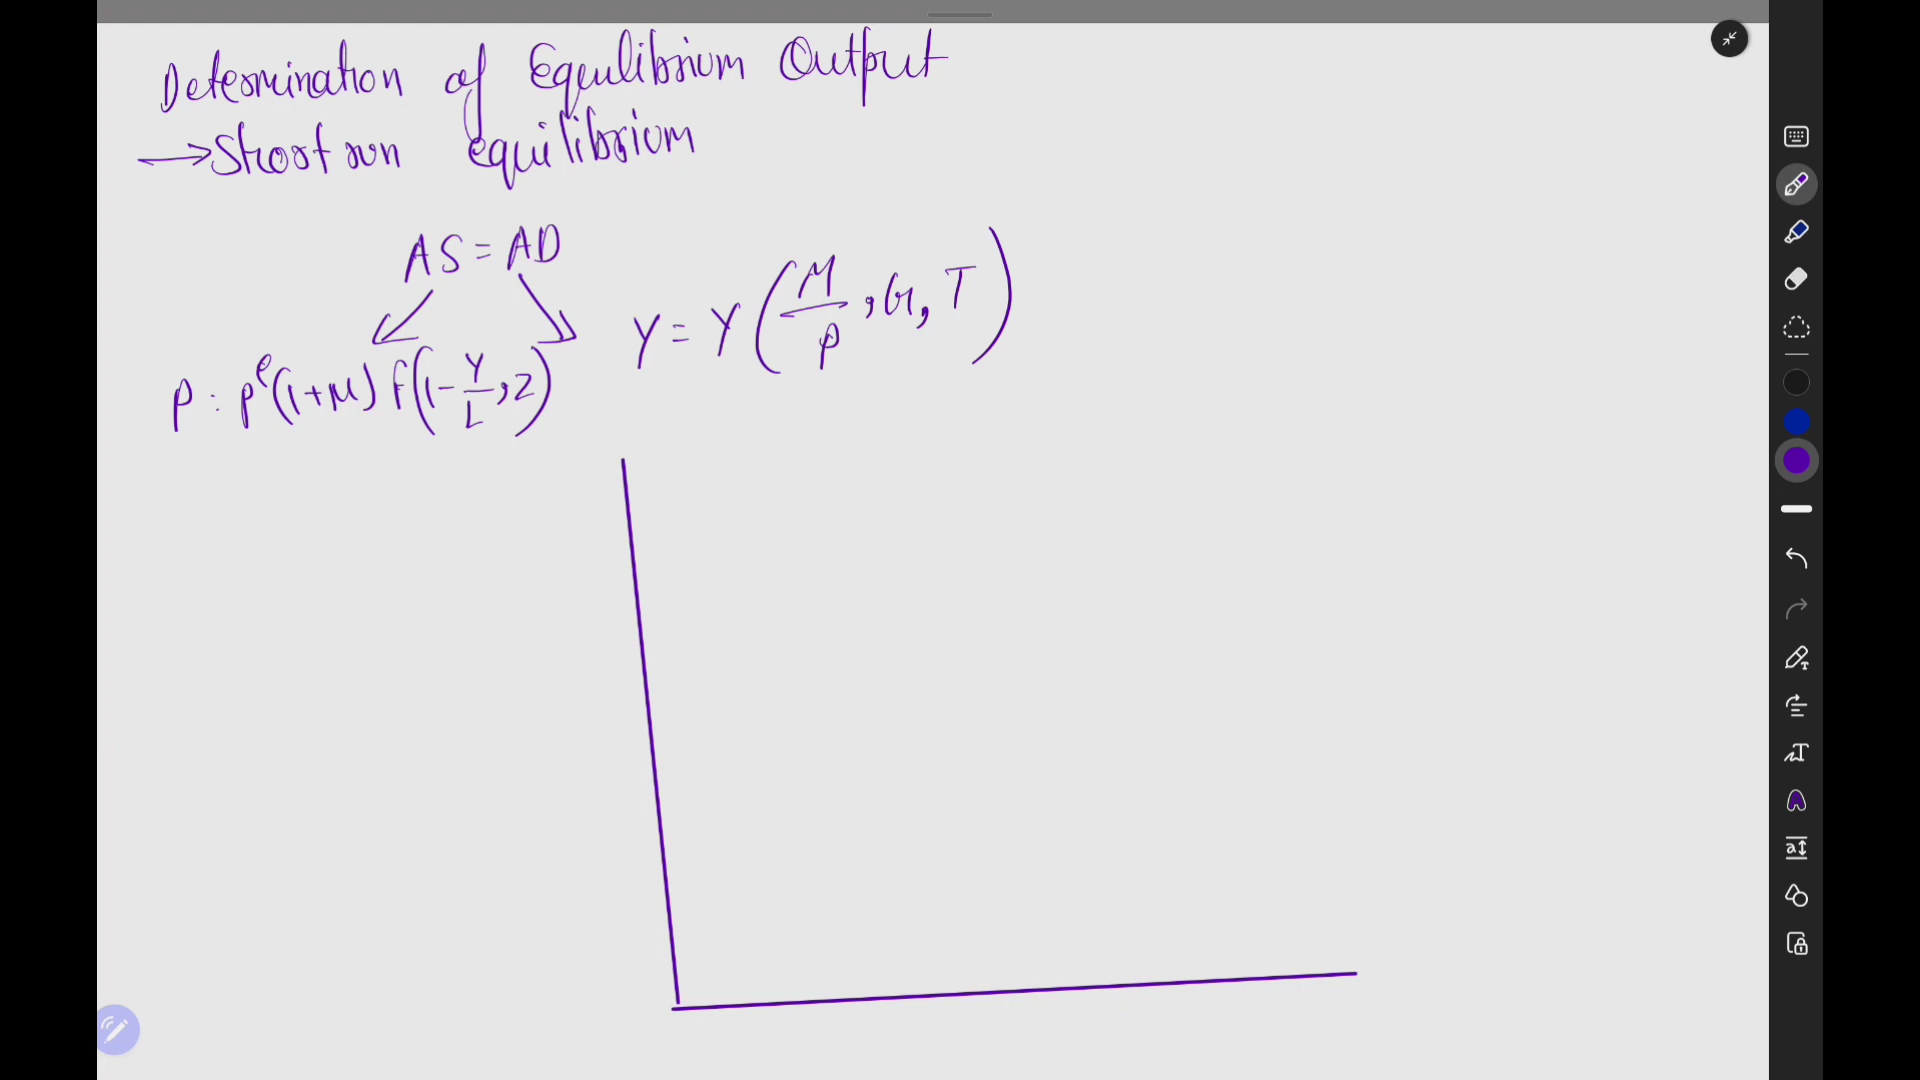 Determination of Equilibrium Output
→ Short run equilibrium
AS = AD
Y = Y(M/P, G, T)
P : P^e(1+μ) F(1-Y/L, Z)